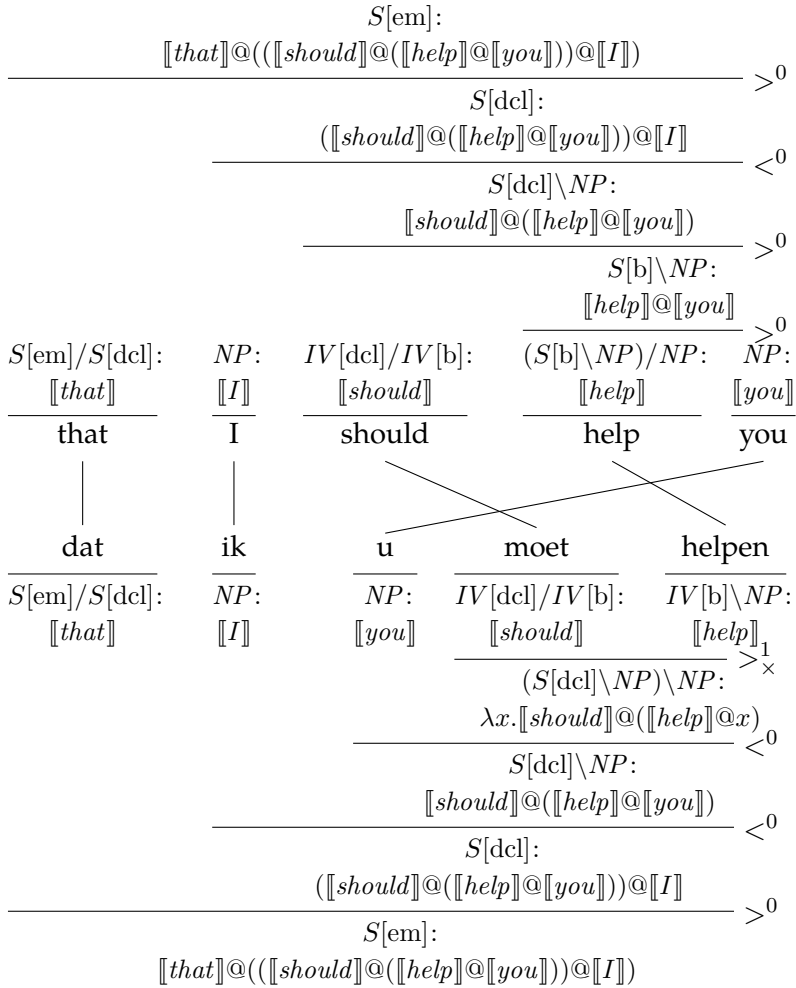 S[em]:
⟦that⟧@((⟦should⟧@(⟦help⟧@⟦you⟧))@⟦I⟧)
>0
S[dcl]:
(⟦should⟧@(⟦help⟧@⟦you⟧))@⟦I⟧
<0
S[dcl]\NP:
⟦should⟧@(⟦help⟧@⟦you⟧)
>0
S[b]\NP:
⟦help⟧@⟦you⟧
>0
S[em]/S[dcl]: NP: IV[dcl]/IV[b]: (S[b]\NP)/NP: NP:
⟦that⟧ ⟦I⟧ ⟦should⟧ ⟦help⟧ ⟦you⟧
that I should help you
dat ik u moet helpen
S[em]/S[dcl]: NP: NP: IV[dcl]/IV[b]: IV[b]\NP:
⟦that⟧ ⟦I⟧ ⟦you⟧ ⟦should⟧ ⟦help⟧
>1×
(S[dcl]\NP)\NP:
λx.⟦should⟧@(⟦help⟧@x)
<0
S[dcl]\NP:
⟦should⟧@(⟦help⟧@⟦you⟧)
<0
S[dcl]:
(⟦should⟧@(⟦help⟧@⟦you⟧))@⟦I⟧
>0
S[em]:
⟦that⟧@((⟦should⟧@(⟦help⟧@⟦you⟧))@⟦I⟧)